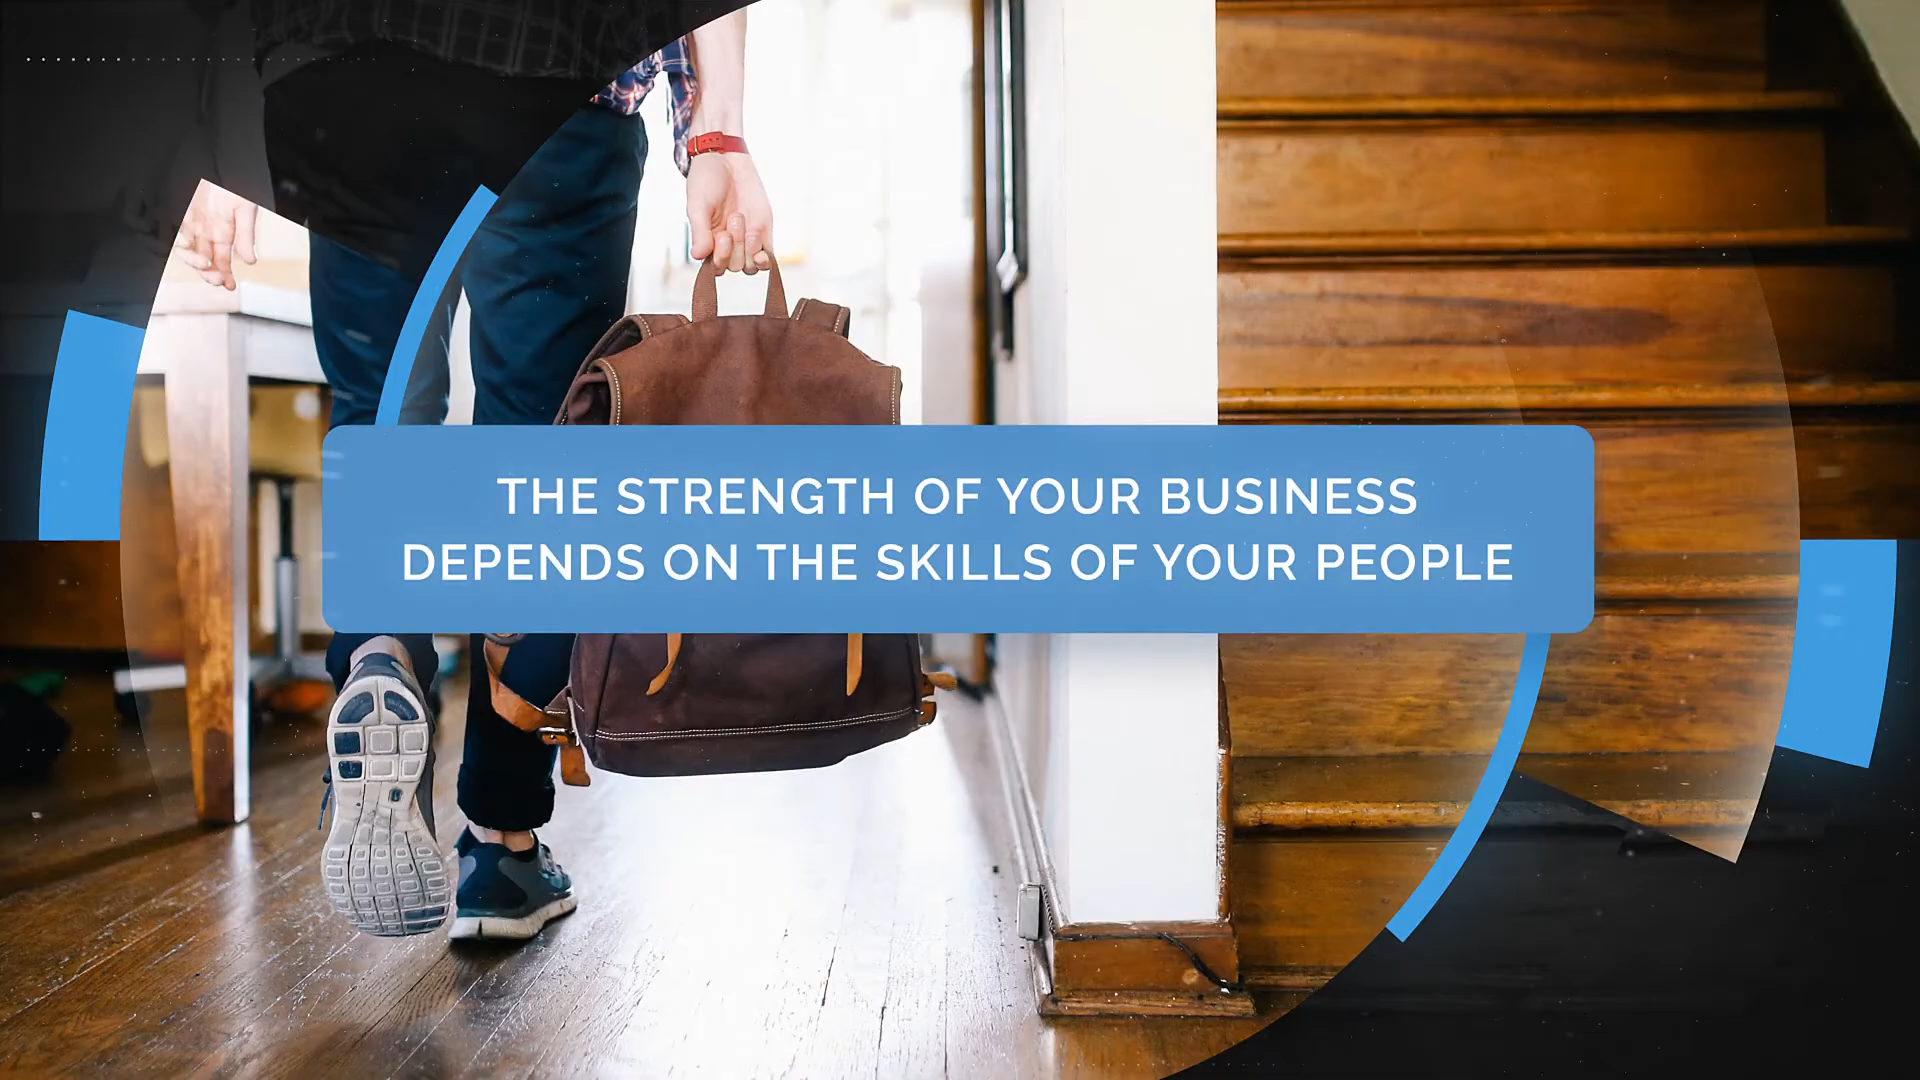 THE STRENGTH OF YOUR BUSINESS
DEPENDS ON THE SKILLS OF YOUR PEOPLE